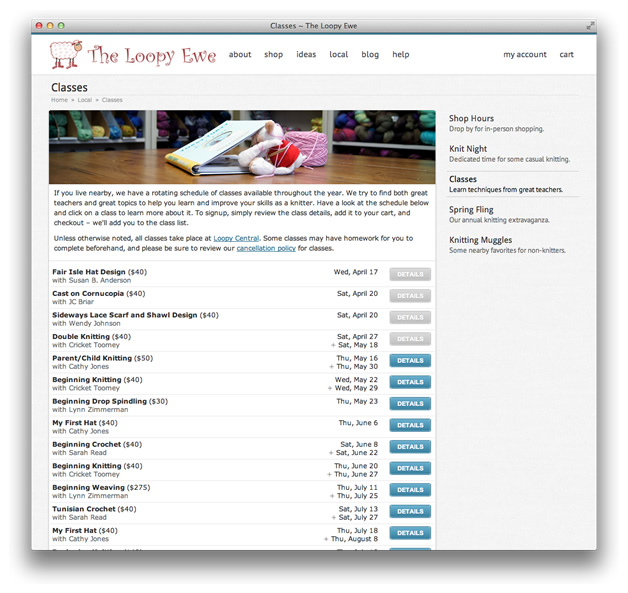 Classes – The Loopy Ewe
The Loopy Ewe about shop ideas local blog help my account cart
Classes
Home » Local » Classes
If you live nearby, we have a rotating schedule of classes available throughout the year. We try to find both great
teachers and great topics to help you learn and improve your skills as a knitter. Have a look at the schedule below
and click on a class to learn more about it. To signup, simply review the class details, add it to your cart, and
checkout – we'll add you to the class list.
Unless otherwise noted, all classes take place at Loopy Central. Some classes may have homework for you to
complete beforehand, and please be sure to review our cancellation policy for classes.
Fair Isle Hat Design ($40) Wed, April 17 DETAILS
with Susan B. Anderson
Cast on Cornucopia ($40) Sat, April 20 DETAILS
with JC Briar
Sideways Lace Scarf and Shawl Design ($40) Sat, April 20 DETAILS
with Wendy Johnson
Double Knitting ($40) Sat, April 27 DETAILS
with Cricket Toomey + Sat, May 18
Parent/Child Knitting ($50) Thu, May 16 DETAILS
with Cathy Jones + Thu, May 30
Beginning Knitting ($40) Wed, May 22 DETAILS
with Cricket Toomey + Wed, May 29
Beginning Drop Spindling ($30) Thu, May 23 DETAILS
with Lynn Zimmerman
My First Hat ($40) Thu, June 6 DETAILS
with Cathy Jones
Beginning Crochet ($40) Sat, June 8 DETAILS
with Sarah Read + Sat, June 22
Beginning Knitting ($40) Thu, June 20 DETAILS
with Cricket Toomey + Thu, June 27
Beginning Weaving ($275) Thu, July 11 DETAILS
with Lynn Zimmerman + Thu, July 25
Tunisian Crochet ($40) Sat, July 13 DETAILS
with Sarah Read + Sat, July 27
My First Hat ($40) Thu, July 18 DETAILS
with Cathy Jones + Thu, August 8
Shop Hours
Drop by for in-person shopping.
Knit Night
Dedicated time for some casual knitting.
Classes
Learn techniques from great teachers.
Spring Fling
Our annual knitting extravaganza.
Knitting Muggles
Some nearby favorites for non-knitters.